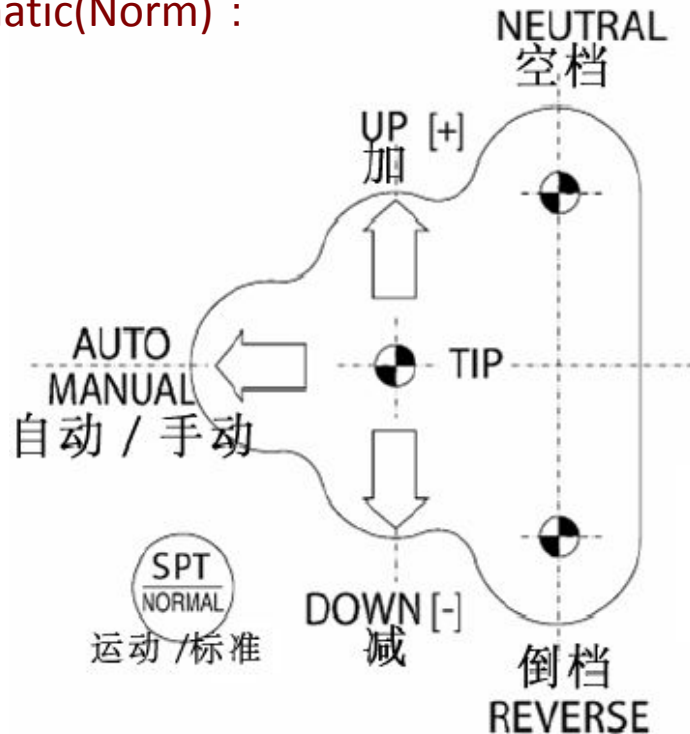 matic(Norm) :
NEUTRAL
空档
UP [+]
加
AUTO
MANUAL
自动 / 手动
TIP
SPT
NORMAL
运动 /标准
DOWN [-]
减
倒档
REVERSE